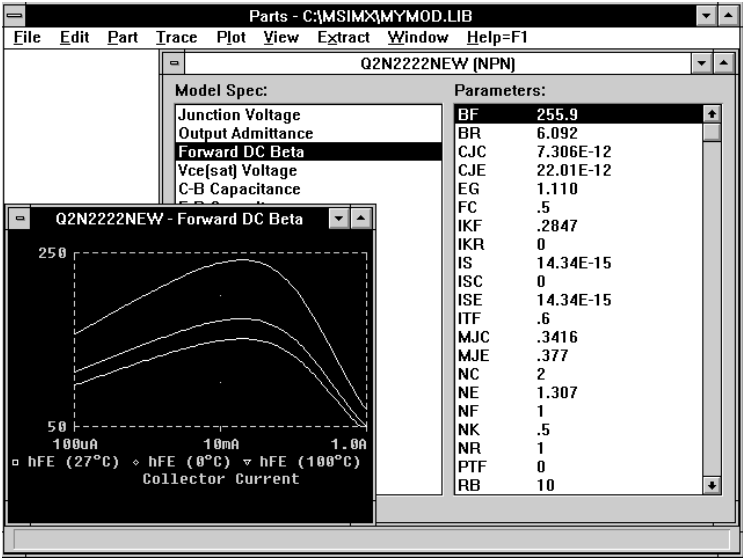 Parts - C:\MSIMX\MYMOD.LIB
File Edit Part Trace Plot View Extract Window Help=F1
Q2N2222NEW (NPN)
Model Spec:
Junction Voltage
Output Admittance
Forward DC Beta
Vce(sat) Voltage
C-B Capacitance
Parameters:
BF 255.9
BR 6.092
CJC 7.306E-12
CJE 22.01E-12
EG 1.110
FC .5
IKF .2847
IKR 0
IS 14.34E-15
ISC 0
ISE 14.34E-15
ITF .6
MJC .3416
MJE .377
NC 2
NE 1.307
NF 1
NK .5
NR 1
PTF 0
RB 10
Q2N2222NEW - Forward DC Beta
250
50
100uA 10mA 1.0A
hFE (27°C) hFE (0°C) hFE (100°C)
Collector Current